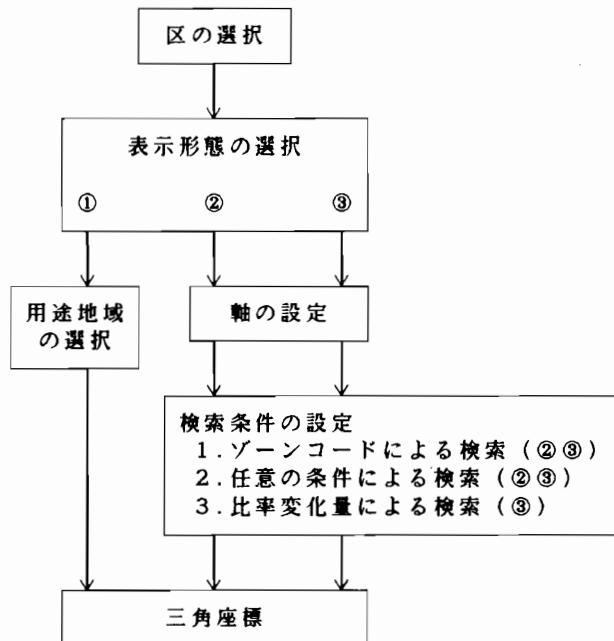 区の選択
表示形態の選択
① ② ③
用途地域
の選択
軸の設定
検索条件の設定
1.ゾーンコードによる検索(②③)
2.任意の条件による検索(②③)
3.比率変化量による検索(③)
三角座標